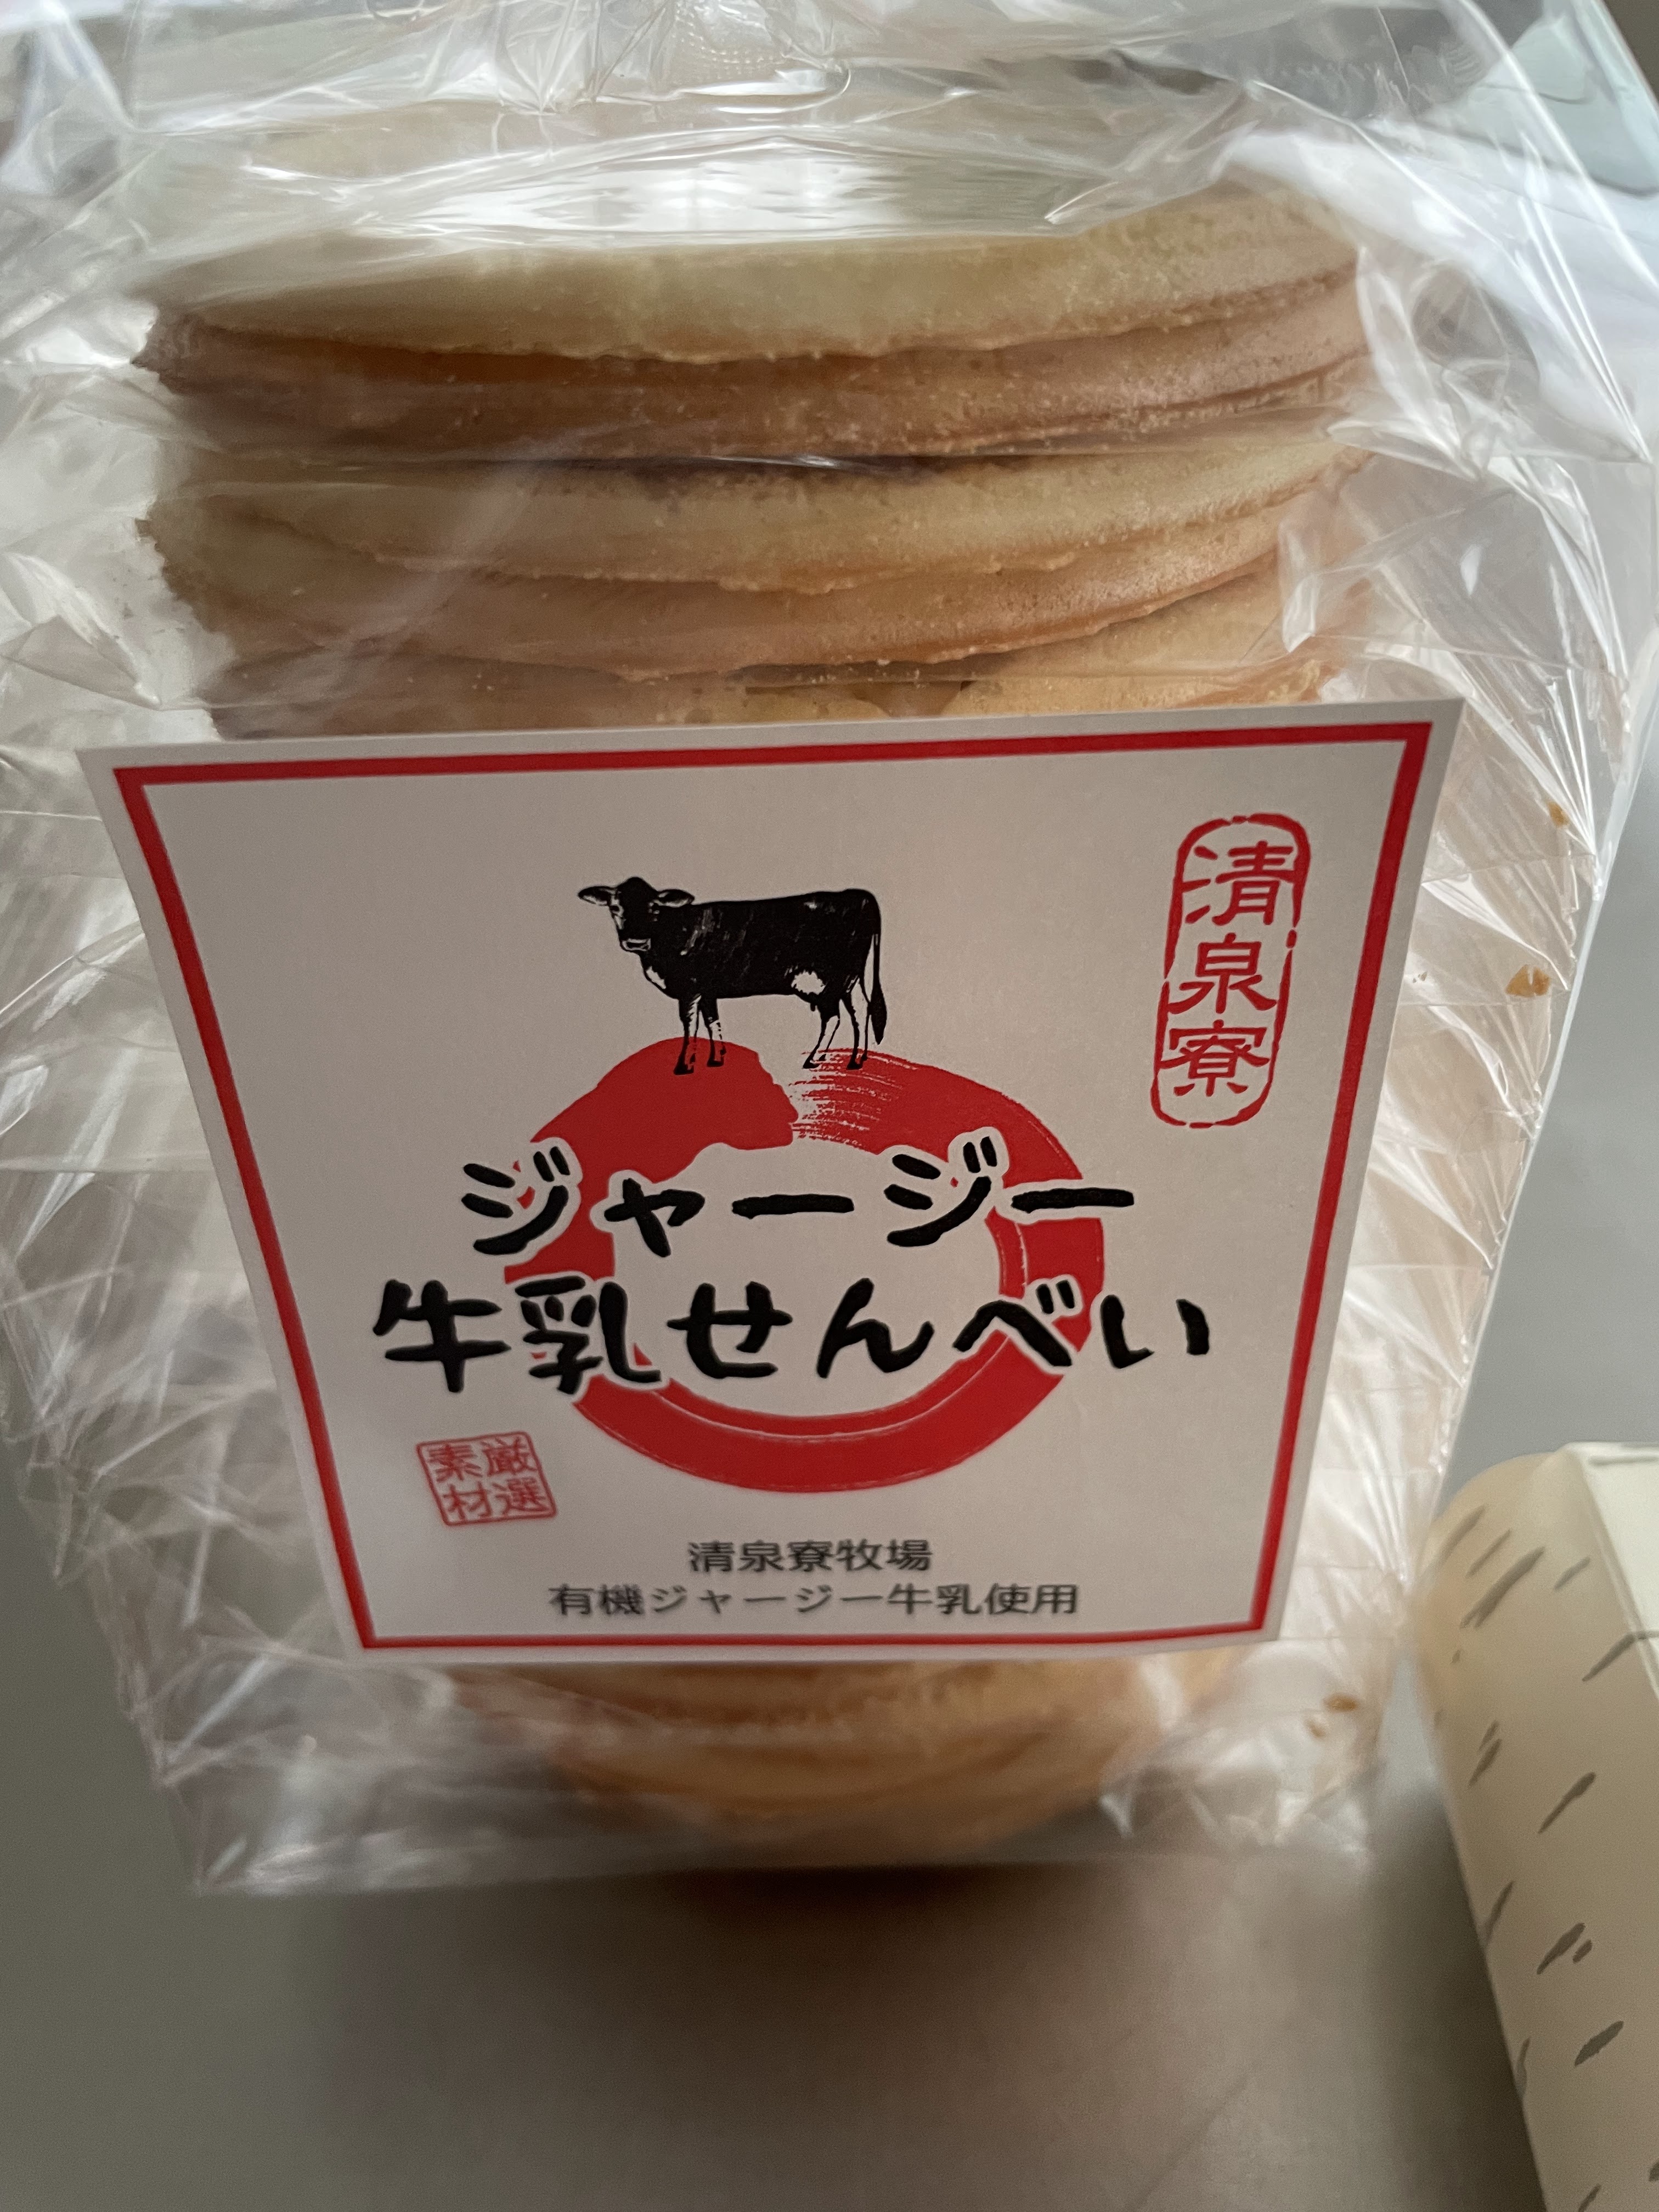 清泉寮
ジャージー
牛乳せんべい
厳選
素材
清泉寮牧場
有機ジャージー牛乳使用